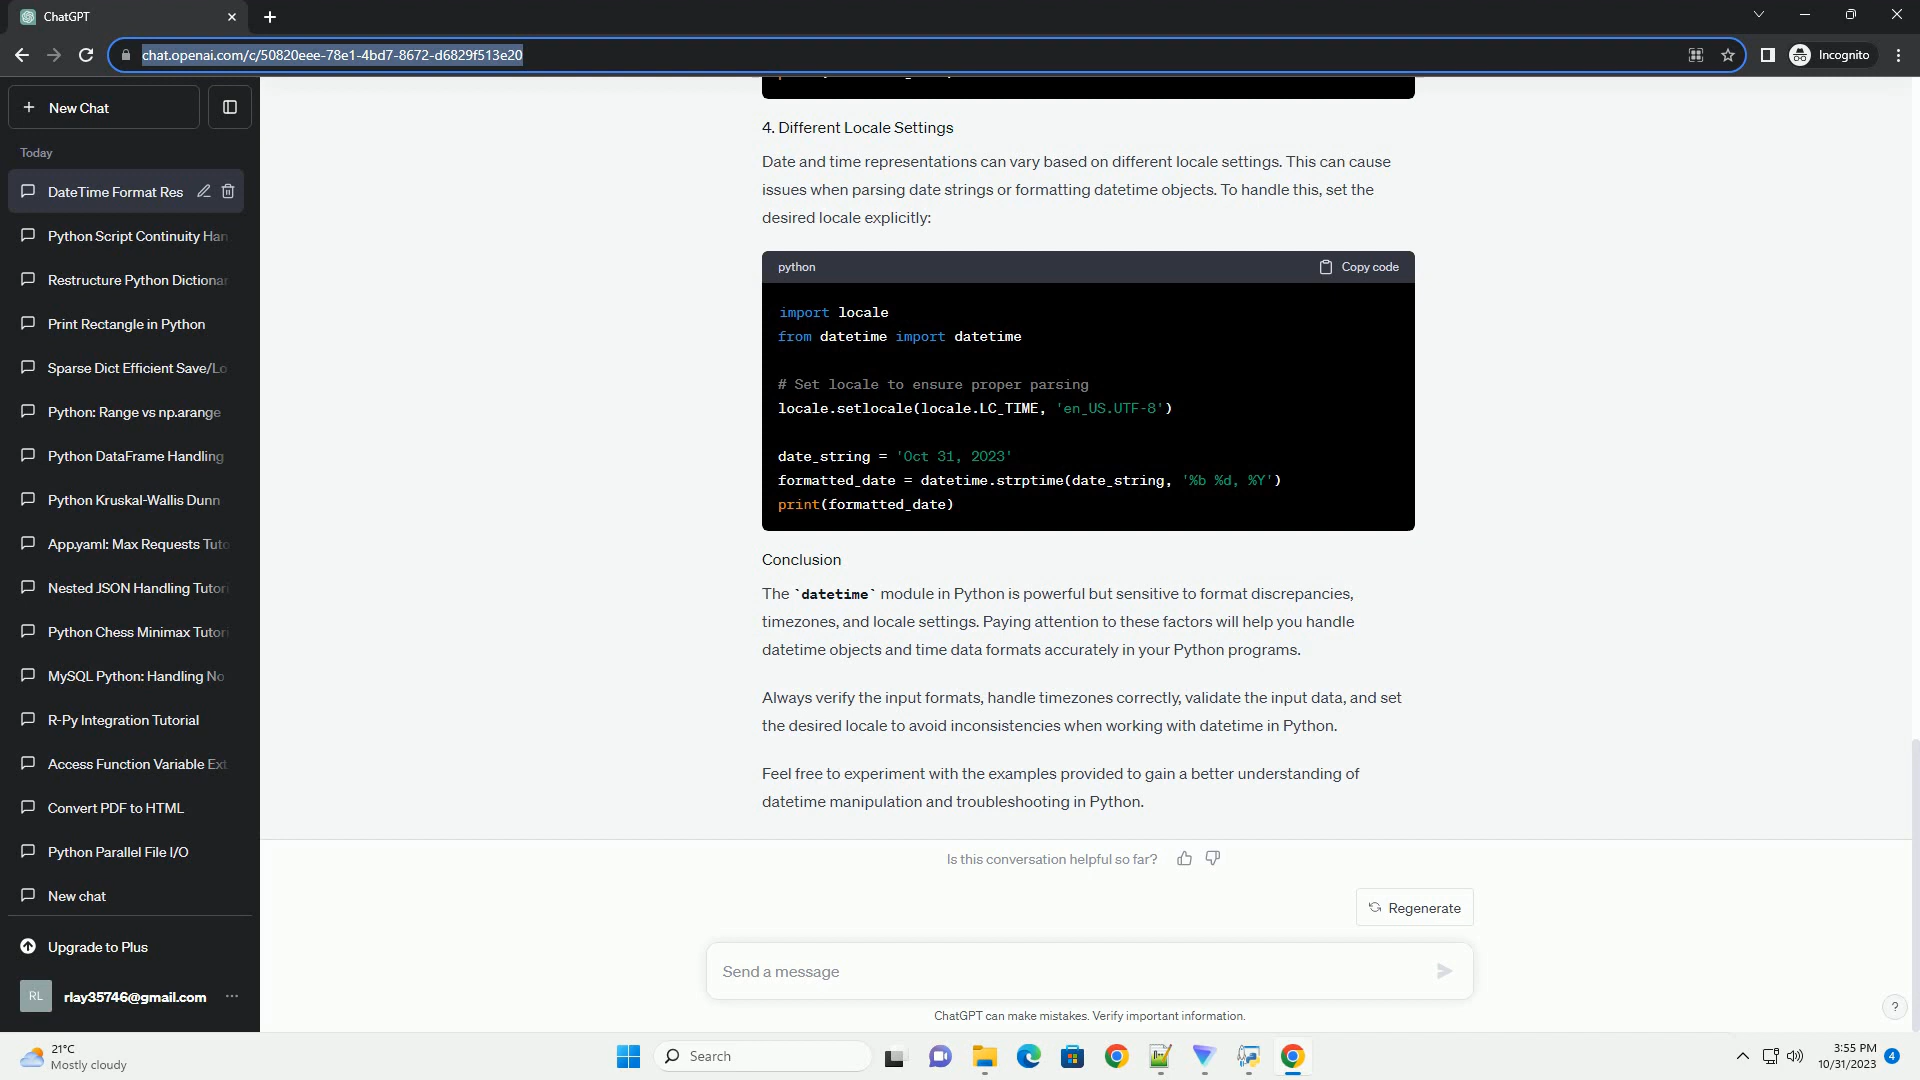 ChatGPT
chat.openai.com/c/50820eee-78e1-4bd7-8672-d6829f513e20
Incognito
New Chat
Today
DateTime Format Res
Python Script Continuity Han
Restructure Python Dictionar
Print Rectangle in Python
Sparse Dict Efficient Save/Lo
Python: Range vs np.arange
Python DataFrame Handling
Python Kruskal-Wallis Dunn
App.yaml: Max Requests Tuto
Nested JSON Handling Tutori
Python Chess Minimax Tutori
MySQL Python: Handling No
R-Py Integration Tutorial
Access Function Variable Ext
Convert PDF to HTML
Python Parallel File I/O
New chat
Upgrade to Plus
RL rlay35746@gmail.com
4. Different Locale Settings
Date and time representations can vary based on different locale settings. This can cause
issues when parsing date strings or formatting datetime objects. To handle this, set the
desired locale explicitly:
python Copy code
import locale
from datetime import datetime
# Set locale to ensure proper parsing
locale.setlocale(locale.LC_TIME, 'en_US.UTF-8')
date_string = 'Oct 31, 2023'
formatted_date = datetime.strptime(date_string, '%b %d, %Y')
print(formatted_date)
Conclusion
The `datetime` module in Python is powerful but sensitive to format discrepancies,
timezones, and locale settings. Paying attention to these factors will help you handle
datetime objects and time data formats accurately in your Python programs.
Always verify the input formats, handle timezones correctly, validate the input data, and set
the desired locale to avoid inconsistencies when working with datetime in Python.
Feel free to experiment with the examples provided to gain a better understanding of
datetime manipulation and troubleshooting in Python.
Is this conversation helpful so far?
Regenerate
Send a message
ChatGPT can make mistakes. Verify important information.
?
21°C
Mostly cloudy
Search
3:55 PM
10/31/2023
4